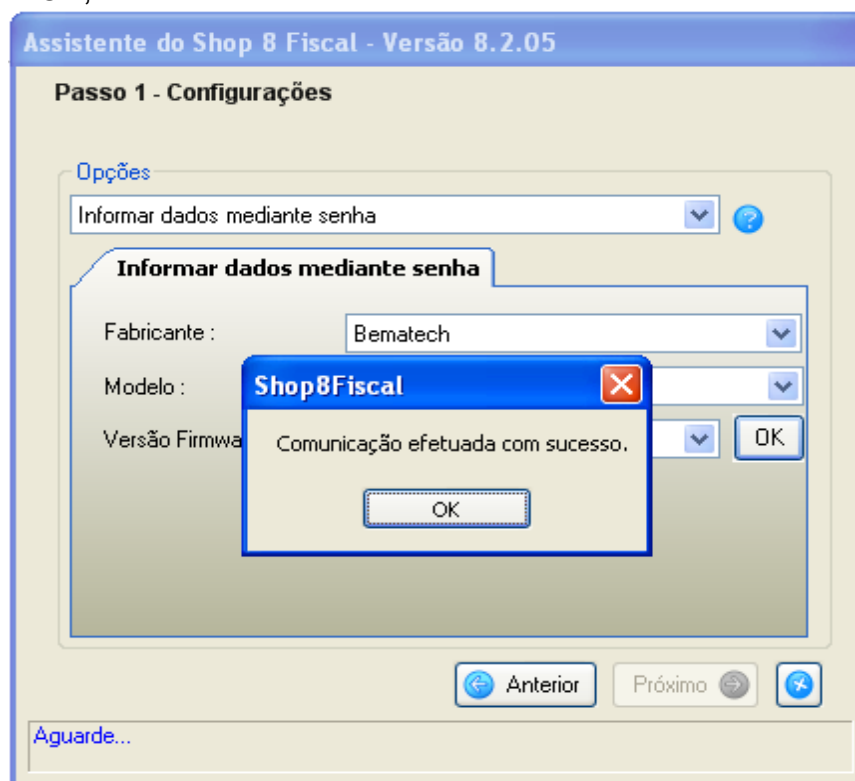 Assistente do Shop 8 Fiscal - Versão 8.2.05
Passo 1 - Configurações
Opções
Informar dados mediante senha
Informar dados mediante senha
Fabricante :
Bematech
Modelo :
Shop8Fiscal
Versão Firmwa
Comunicação efetuada com sucesso.
OK
OK
Anterior
Próximo
Aguarde...